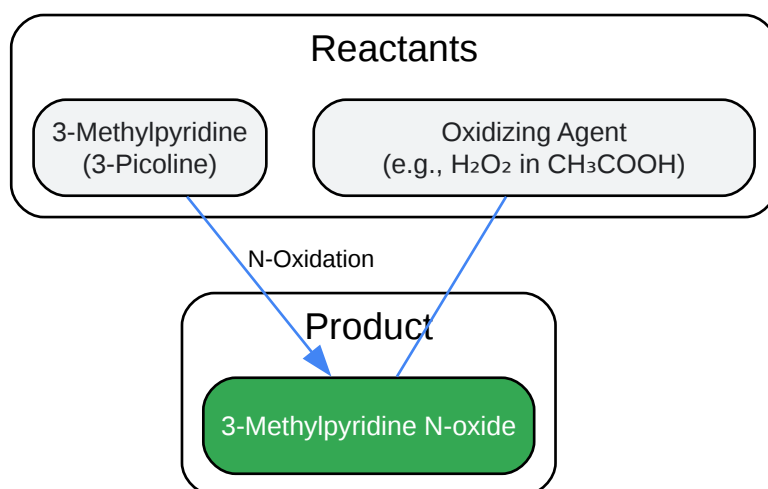 Reactants
3-Methylpyridine
(3-Picoline)
Oxidizing Agent
(e.g., H₂O₂ in CH₃COOH)
N-Oxidation
Product
3-Methylpyridine N-oxide